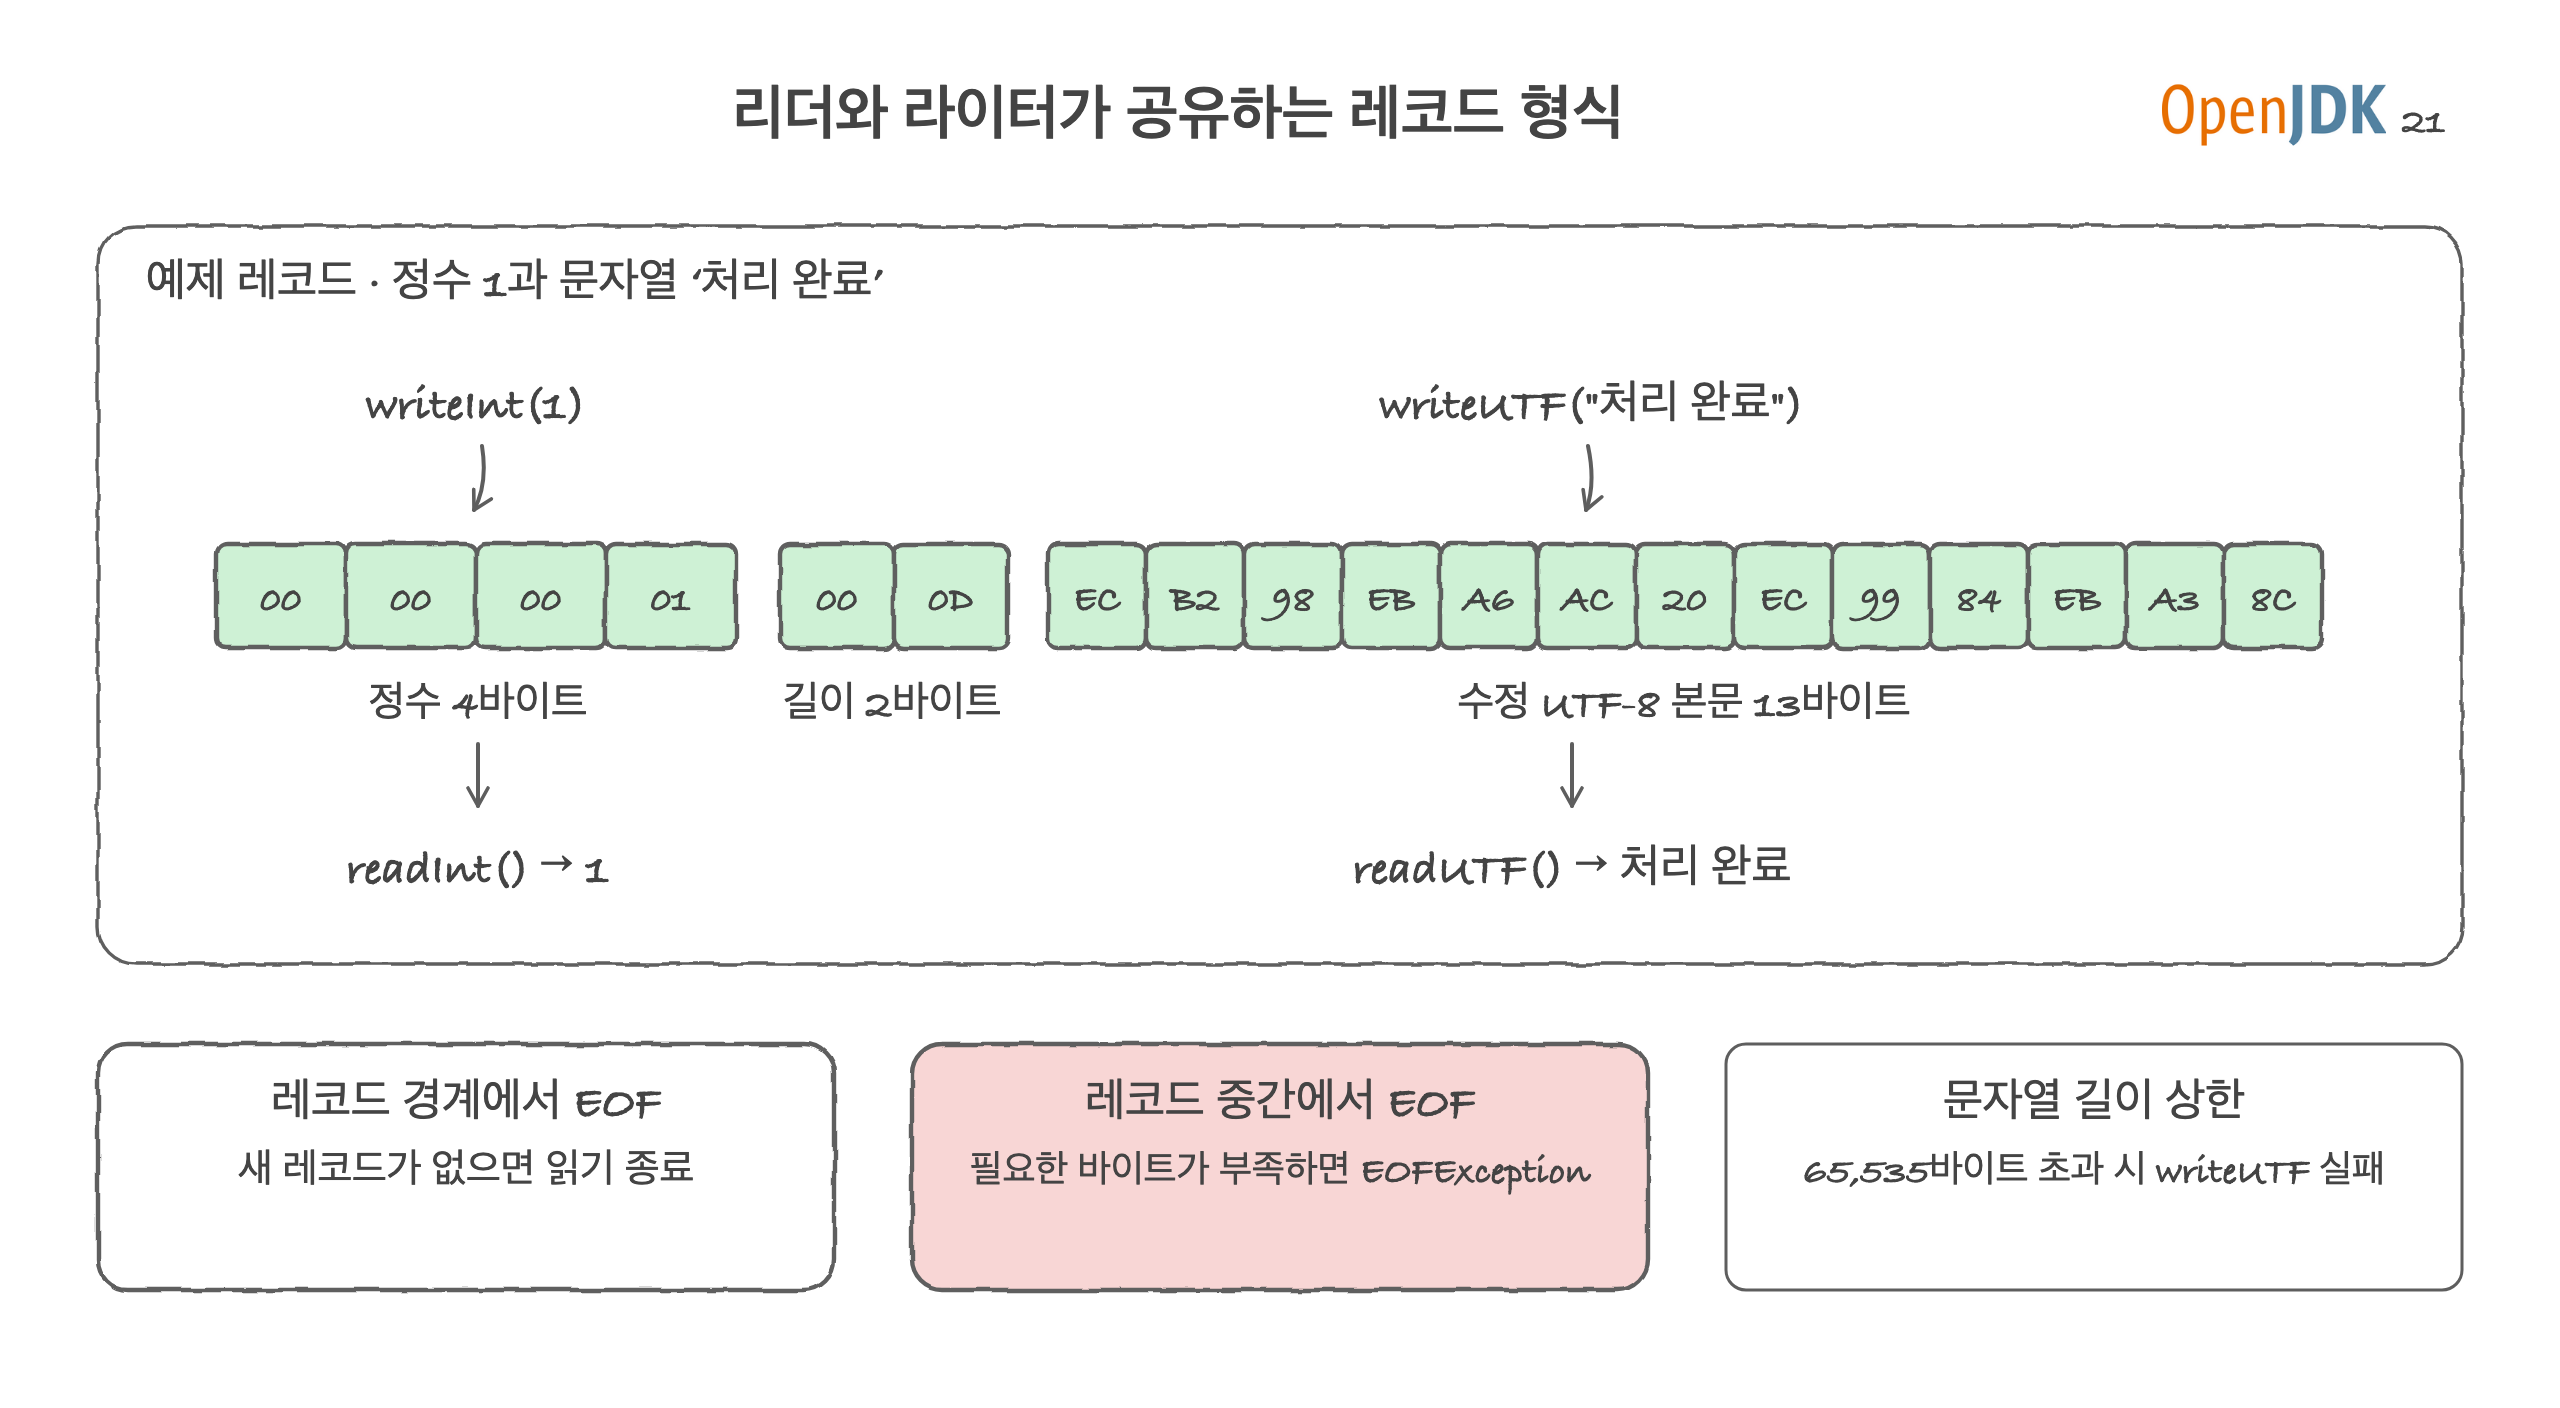 리더와 라이터가 공유하는 레코드 형식
OpenJDK 21
예제 레코드 · 정수 1과 문자열 ‘처리 완료’
writeInt(1)
writeUTF("처리 완료")
00 00 00 01 00 0D EC B2 98 EB A6 AC 20 EC 99 84 EB A3 8C
정수 4바이트
길이 2바이트
수정 UTF-8 본문 13바이트
readInt() → 1
readUTF() → 처리 완료
레코드 경계에서 EOF
새 레코드가 없으면 읽기 종료
레코드 중간에서 EOF
필요한 바이트가 부족하면 EOFException
문자열 길이 상한
65,535바이트 초과 시 writeUTF 실패